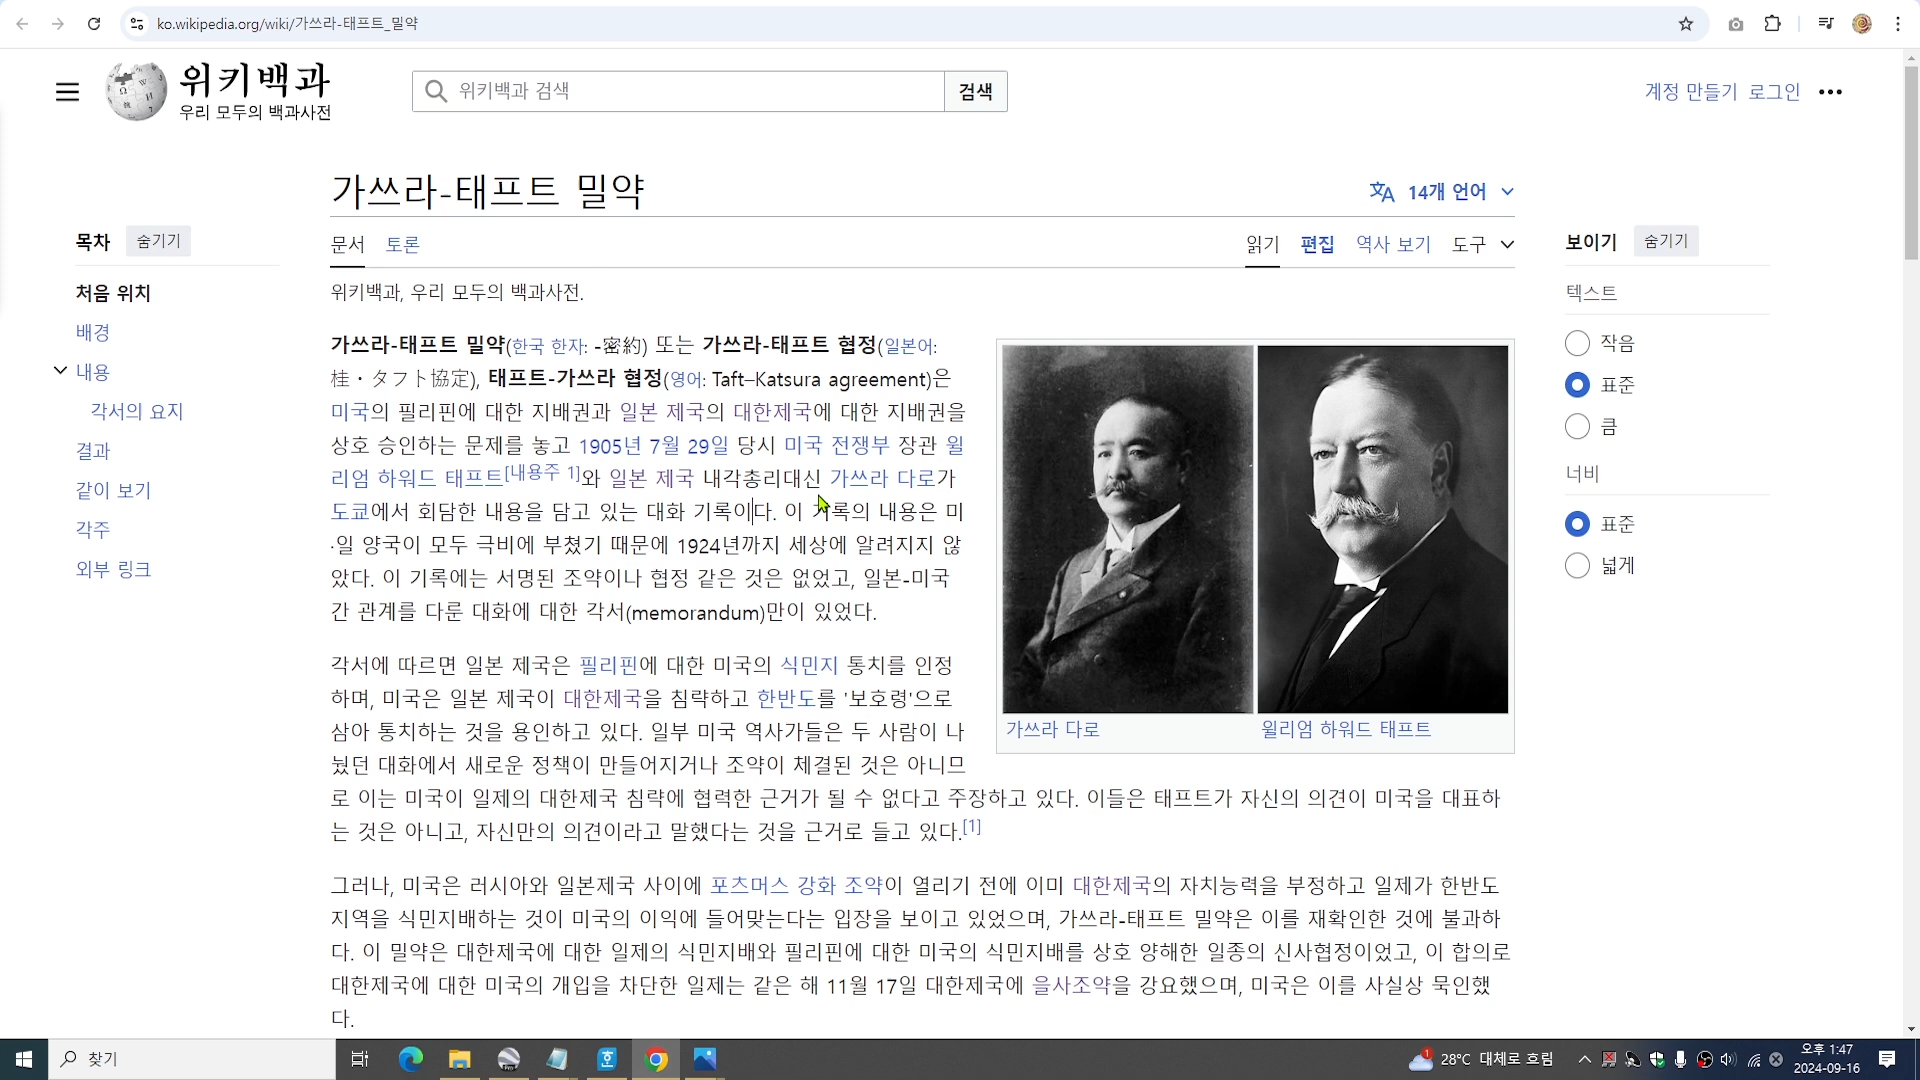 ko.wikipedia.org/wiki/가쓰라-태프트_밀약
위키백과
우리 모두의 백과사전
위키백과 검색
검색
계정 만들기 로그인
가쓰라-태프트 밀약
14개 언어
목차 숨기기
문서 토론
읽기 편집 역사 보기 도구
보이기 숨기기
처음 위치
배경
내용
각서의 요지
결과
같이 보기
각주
외부 링크
위키백과, 우리 모두의 백과사전.
가쓰라-태프트 밀약(한국 한자: -密約) 또는 가쓰라-태프트 협정(일본어:
桂・タフト協定), 태프트-가쓰라 협정(영어: Taft–Katsura agreement)은
미국의 필리핀에 대한 지배권과 일본 제국의 대한제국에 대한 지배권을
상호 승인하는 문제를 놓고 1905년 7월 29일 당시 미국 전쟁부 장관 윌
리엄 하워드 태프트[내용주 1]와 일본 제국 내각총리대신 가쓰라 다로가
도쿄에서 회담한 내용을 담고 있는 대화 기록이다. 이 기록의 내용은 미
·일 양국이 모두 극비에 부쳤기 때문에 1924년까지 세상에 알려지지 않
았다. 이 기록에는 서명된 조약이나 협정 같은 것은 없었고, 일본-미국
간 관계를 다룬 대화에 대한 각서(memorandum)만이 있었다.
각서에 따르면 일본 제국은 필리핀에 대한 미국의 식민지 통치를 인정
하며, 미국은 일본 제국이 대한제국을 침략하고 한반도를 '보호령'으로
삼아 통치하는 것을 용인하고 있다. 일부 미국 역사가들은 두 사람이 나
눴던 대화에서 새로운 정책이 만들어지거나 조약이 체결된 것은 아니므
로 이는 미국이 일제의 대한제국 침략에 협력한 근거가 될 수 없다고 주장하고 있다. 이들은 태프트가 자신의 의견이 미국을 대표하
는 것은 아니고, 자신만의 의견이라고 말했다는 것을 근거로 들고 있다.[1]
그러나, 미국은 러시아와 일본제국 사이에 포츠머스 강화 조약이 열리기 전에 이미 대한제국의 자치능력을 부정하고 일제가 한반도
지역을 식민지배하는 것이 미국의 이익에 들어맞는다는 입장을 보이고 있었으며, 가쓰라-태프트 밀약은 이를 재확인한 것에 불과하
다. 이 밀약은 대한제국에 대한 일제의 식민지배와 필리핀에 대한 미국의 식민지배를 상호 양해한 일종의 신사협정이었고, 이 합의로
대한제국에 대한 미국의 개입을 차단한 일제는 같은 해 11월 17일 대한제국에 을사조약을 강요했으며, 미국은 이를 사실상 묵인했
다.
가쓰라 다로
윌리엄 하워드 태프트
텍스트
작음
표준
큼
너비
표준
넓게
찾기
28°C 대체로 흐림
오후 1:47
2024-09-16